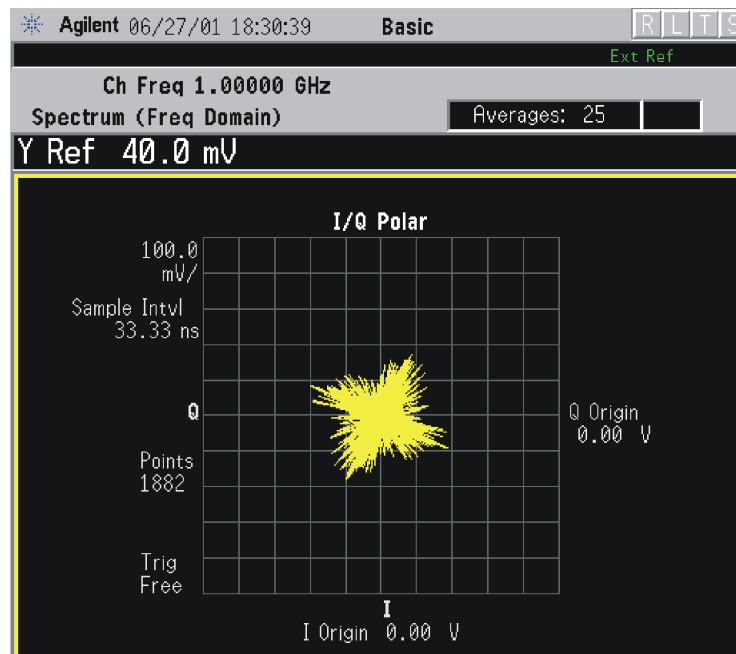 Agilent 06/27/01 18:30:39 Basic R L T S
Ext Ref
Ch Freq 1.00000 GHz
Spectrum (Freq Domain) Averages: 25
Y Ref 40.0 mV
I/Q Polar
100.0
mV/
Sample Intvl
33.33 ns
Q
Q Origin
0.00 V
Points
1882
Trig
Free
I
I Origin 0.00 V